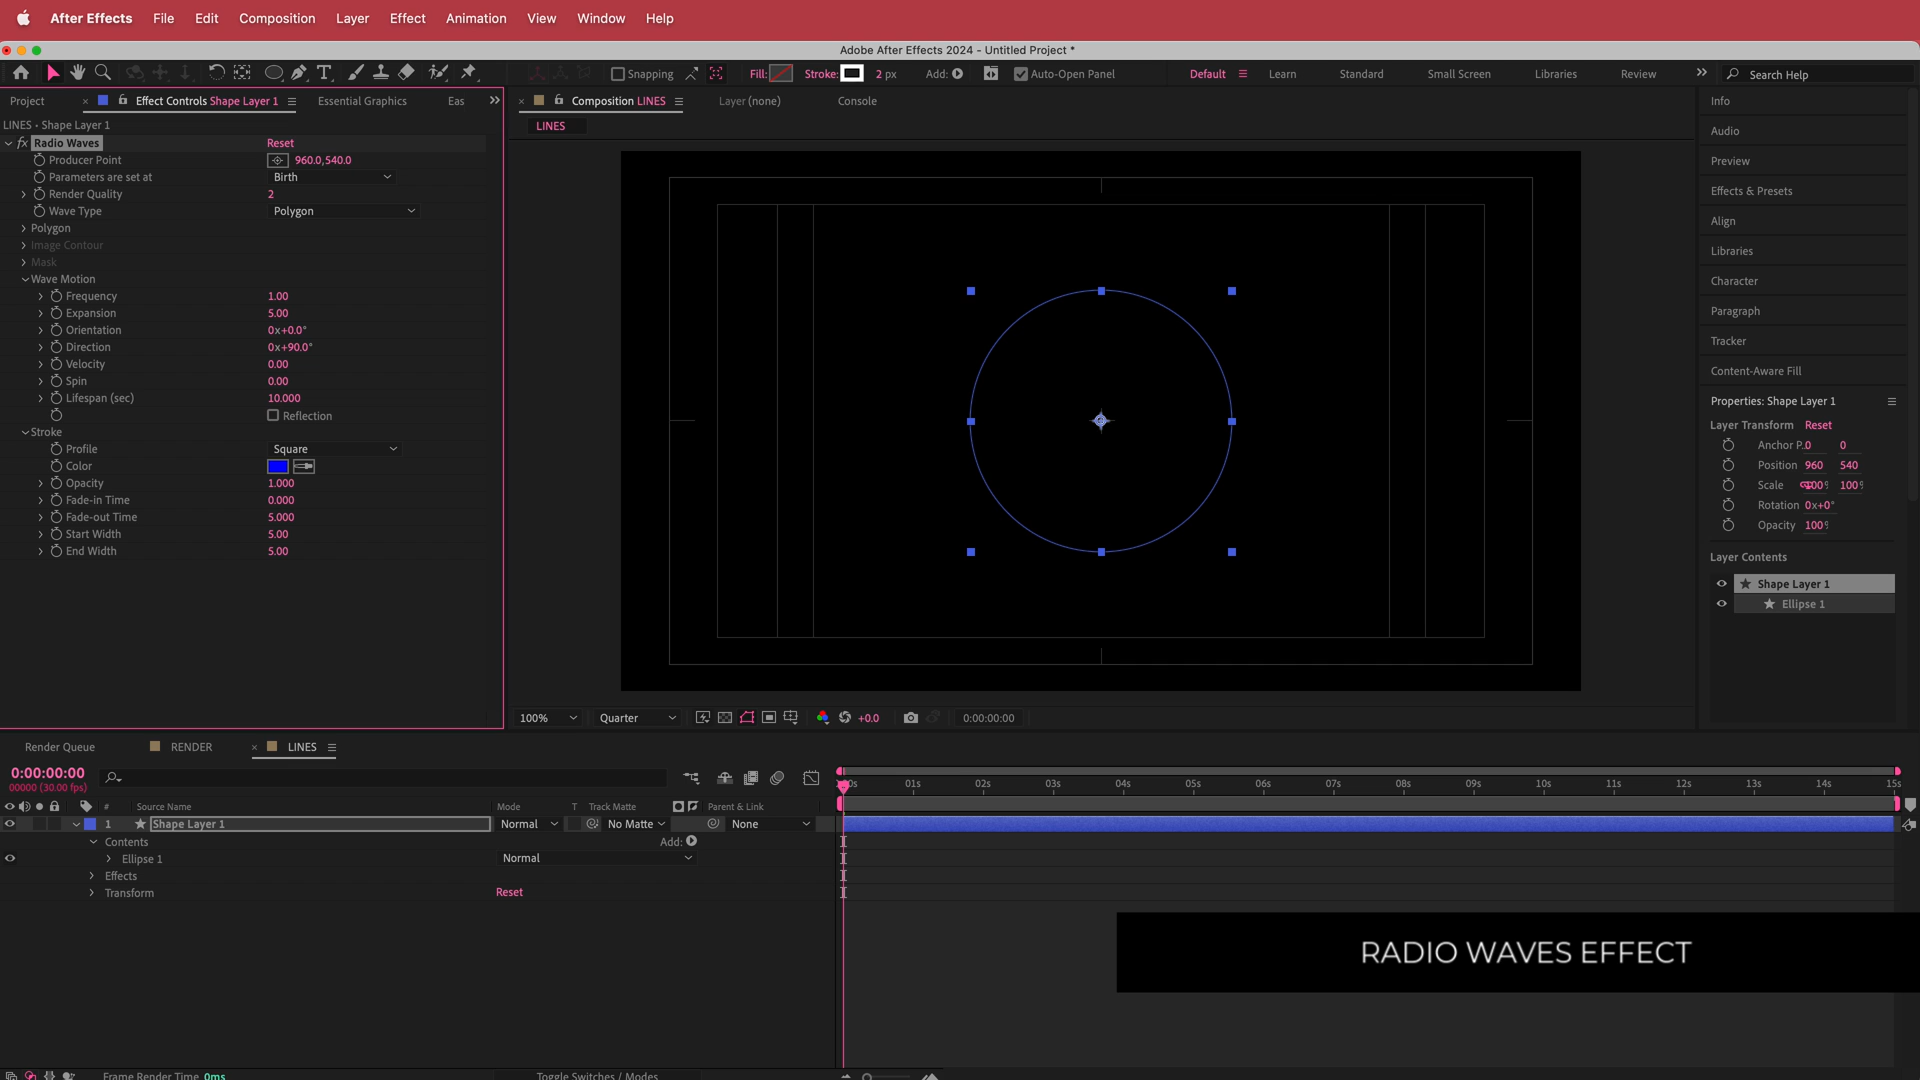 After Effects File Edit Composition Layer Effect Animation View Window Help
Adobe After Effects 2024 - Untitled Project *
Snapping Fill: Stroke: 2 px Add: Auto-Open Panel Default Learn Standard Small Screen Libraries Review Search Help
Project Effect Controls Shape Layer 1 Essential Graphics Eas
Composition LINES Layer (none) Console
LINES • Shape Layer 1
LINES
fx Radio Waves Reset
Producer Point 960.0,540.0
Parameters are set at Birth
Render Quality 2
Wave Type Polygon
Polygon
Image Contour
Mask
Wave Motion
Frequency 1.00
Expansion 5.00
Orientation 0x+0.0°
Direction 0x+90.0°
Velocity 0.00
Spin 0.00
Lifespan (sec) 10.000
Reflection
Stroke
Profile Square
Color
Opacity 1.000
Fade-in Time 0.000
Fade-out Time 5.000
Start Width 5.00
End Width 5.00
100% Quarter +0.0 0:00:00:00
Info
Audio
Preview
Effects & Presets
Align
Libraries
Character
Paragraph
Tracker
Content-Aware Fill
Properties: Shape Layer 1
Layer Transform Reset
Anchor P. 0 0
Position 960 540
Scale 100% 100%
Rotation 0x+0°
Opacity 100%
Layer Contents
Shape Layer 1
Ellipse 1
Render Queue RENDER LINES
0:00:00:00
00000 (30.00 fps)
01s 02s 03s 04s 05s 06s 07s 08s 09s 10s 11s 12s 13s 14s 15s
# Source Name Mode T Track Matte Parent & Link
1 Shape Layer 1 Normal No Matte None
Contents Add:
Ellipse 1 Normal
Effects
Transform Reset
RADIO WAVES EFFECT
Frame Render Time 0ms Toggle Switches / Modes